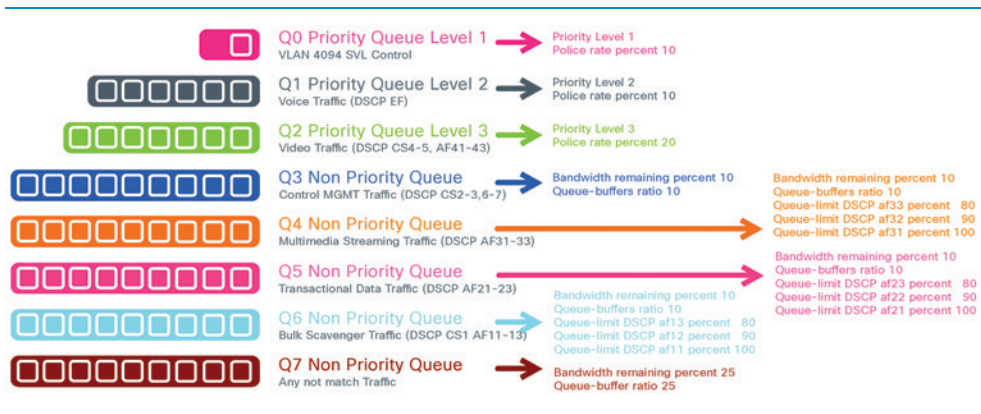 Q0 Priority Queue Level 1
VLAN 4094 SVL Control
Priority Level 1
Police rate percent 10
Q1 Priority Queue Level 2
Voice Traffic (DSCP EF)
Priority Level 2
Police rate percent 10
Q2 Priority Queue Level 3
Video Traffic (DSCP CS4-5, AF41-43)
Priority Level 3
Police rate percent 20
Q3 Non Priority Queue
Control MGMT Traffic (DSCP CS2-3,6-7)
Bandwidth remaining percent 10
Queue-buffers ratio 10
Q4 Non Priority Queue
Multimedia Streaming Traffic (DSCP AF31-33)
Bandwidth remaining percent 10
Queue-buffers ratio 10
Queue-limit DSCP af33 percent 80
Queue-limit DSCP af32 percent 90
Queue-limit DSCP af31 percent 100
Q5 Non Priority Queue
Transactional Data Traffic (DSCP AF21-23)
Bandwidth remaining percent 10
Queue-buffers ratio 10
Queue-limit DSCP af23 percent 80
Queue-limit DSCP af22 percent 90
Queue-limit DSCP af21 percent 100
Q6 Non Priority Queue
Bulk Scavenger Traffic (DSCP CS1 AF11-13)
Bandwidth remaining percent 10
Queue-buffers ratio 10
Queue-limit DSCP af13 percent 80
Queue-limit DSCP af12 percent 90
Queue-limit DSCP af11 percent 100
Q7 Non Priority Queue
Any not match Traffic
Bandwidth remaining percent 25
Queue-buffer ratio 25